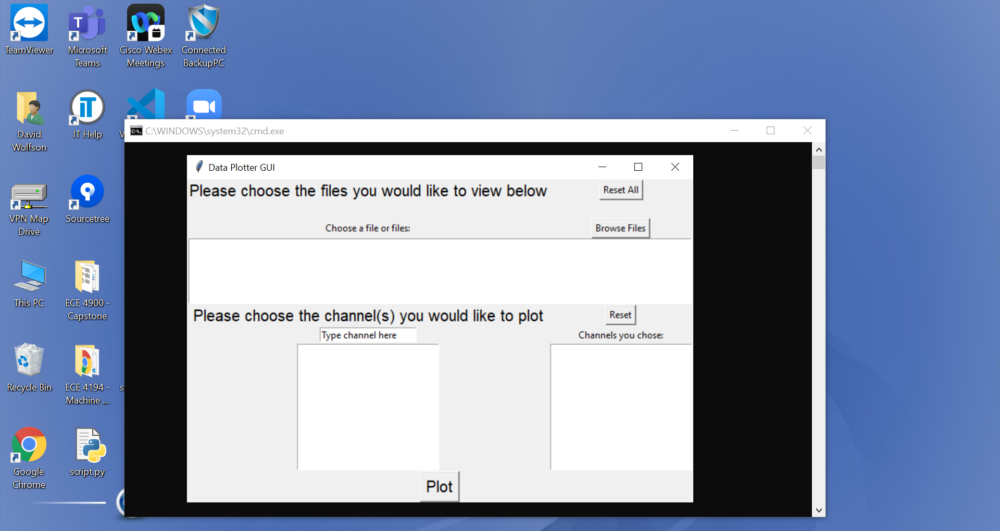 TeamViewer
Microsoft
Teams
Cisco Webex
Meetings
Connected
BackupPC
David
Wolfson
IT Help
V
C:\WINDOWS\system32\cmd.exe
Data Plotter GUI
Please choose the files you would like to view below
Reset All
Choose a file or files:
Browse Files
Please choose the channel(s) you would like to plot
Reset
Type channel here
Channels you chose:
Plot
VPN Map
Drive
Sourcetree
This PC
ECE 4900 -
Capstone
Recycle Bin
ECE 4194 -
Machine ...
s
Google
Chrome
script.py